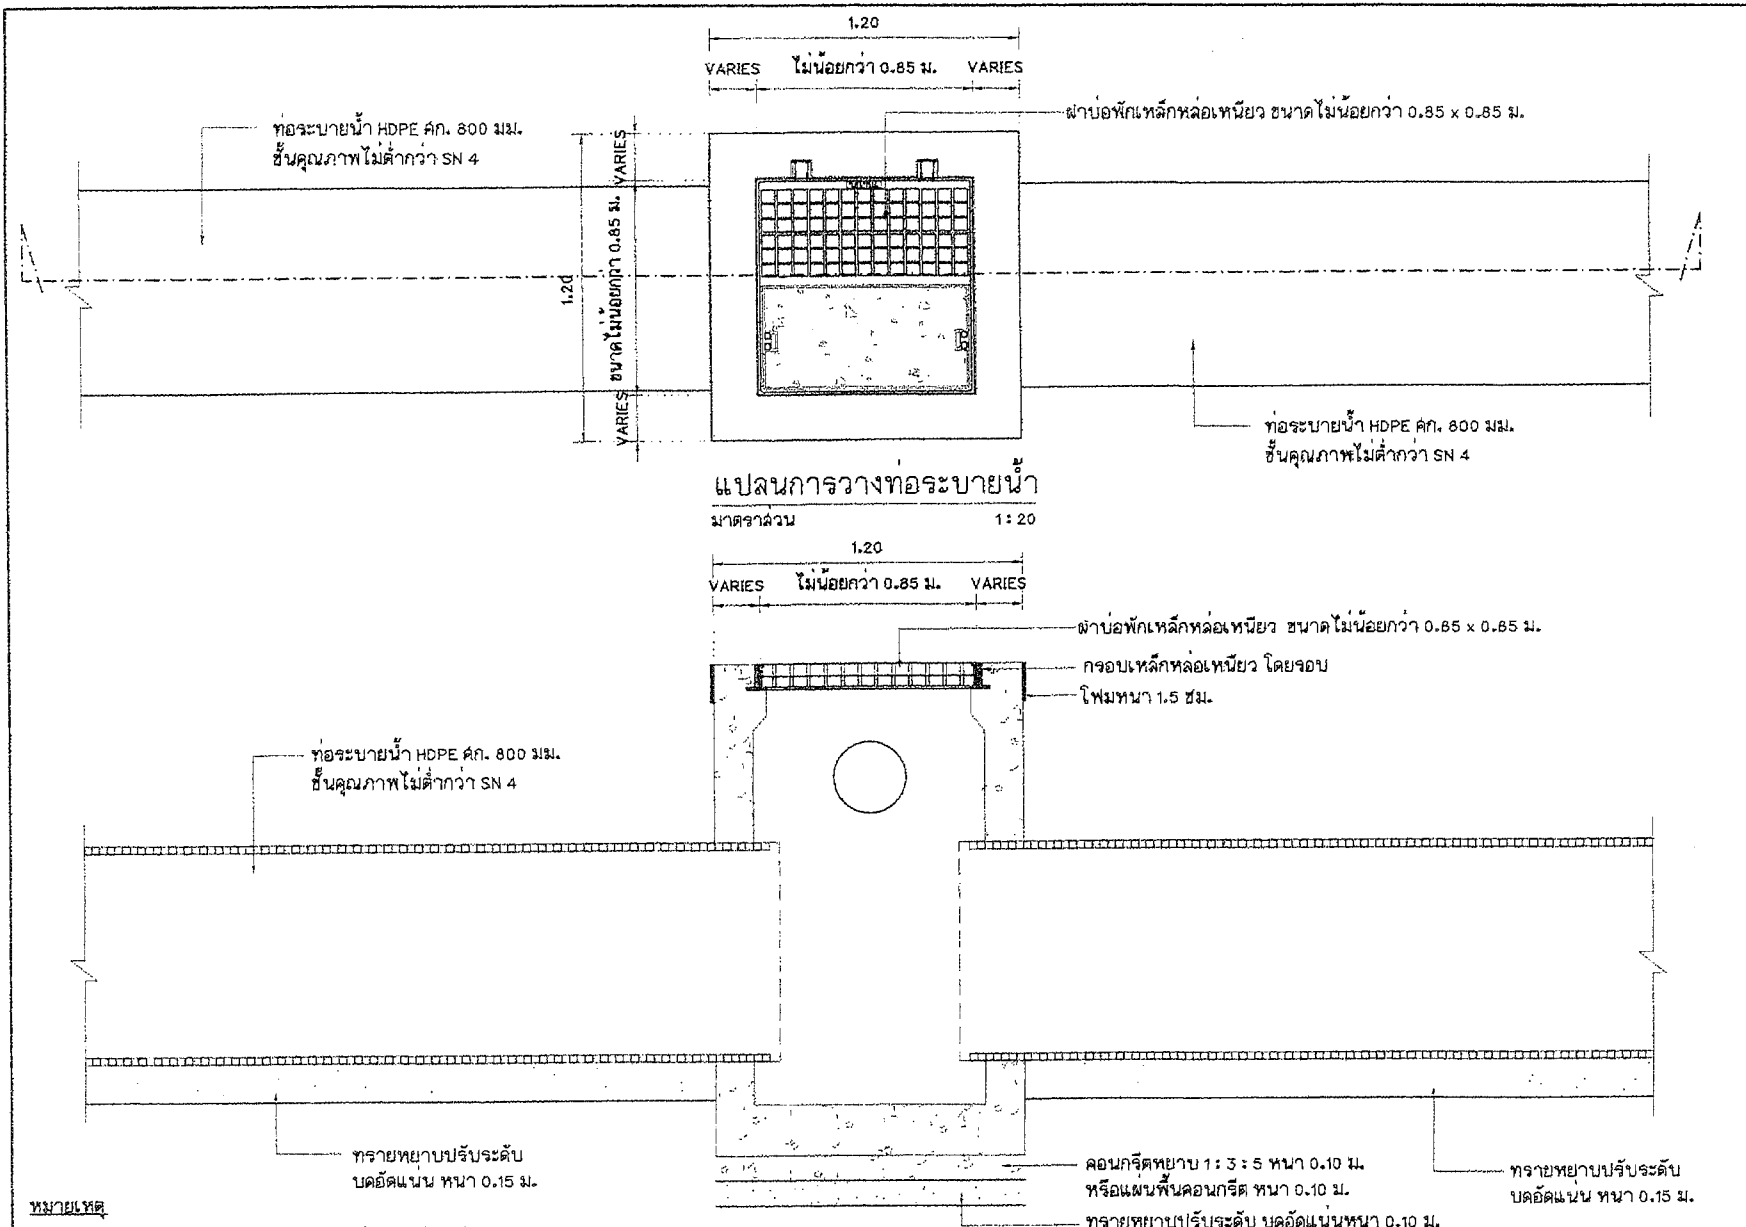 1.20
VARIES ไม่น้อยกว่า 0.85 ม. VARIES
ฝาบ่อพักเหล็กหล่อเหนียว ขนาดไม่น้อยกว่า 0.85 x 0.85 ม.
ท่อระบายน้ำ HDPE ศก. 800 มม.
ชั้นคุณภาพไม่ต่ำกว่า SN 4
VARIES
ขนาดไม่น้อยกว่า 0.85 ม.
1.20
VARIES
ท่อระบายน้ำ HDPE ศก. 800 มม.
ชั้นคุณภาพไม่ต่ำกว่า SN 4
แปลนการวางท่อระบายน้ำ
มาตราส่วน 1:20
1.20
VARIES ไม่น้อยกว่า 0.85 ม. VARIES
ฝาบ่อพักเหล็กหล่อเหนียว ขนาดไม่น้อยกว่า 0.85 x 0.85 ม.
กรอบเหล็กหล่อเหนียว โดยรอบ
โฟมหนา 1.5 ซม.
ท่อระบายน้ำ HDPE ศก. 800 มม.
ชั้นคุณภาพไม่ต่ำกว่า SN 4
ทรายหยาบปรับระดับ
บดอัดแน่น หนา 0.15 ม.
คอนกรีตหยาบ 1:3:5 หนา 0.10 ม.
หรือแผ่นพื้นคอนกรีต หนา 0.10 ม.
ทรายหยาบปรับระดับ
บดอัดแน่น หนา 0.15 ม.
ทรายหยาบปรับระดับ บดอัดแน่นหนา 0.10 ม.
หมายเหตุ